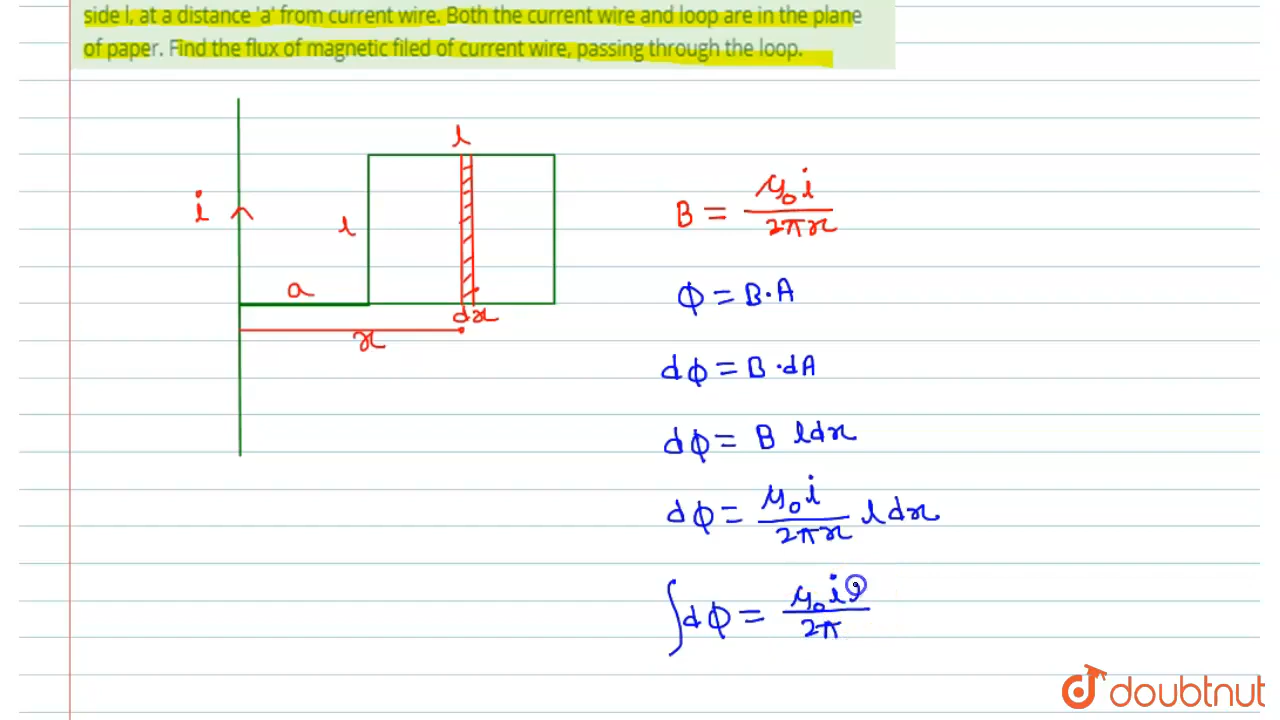 side l, at a distance 'a' from current wire. Both the current wire and loop are in the plane
of paper. Find the flux of magnetic filed of current wire, passing through the loop.
l
i
l
a
dx
x
B = μ₀i / 2πx
Φ = B·A
dΦ = B·dA
dΦ = B ldx
dΦ = μ₀i / 2πx ldx
∫dΦ = μ₀il / 2π
doubtnut